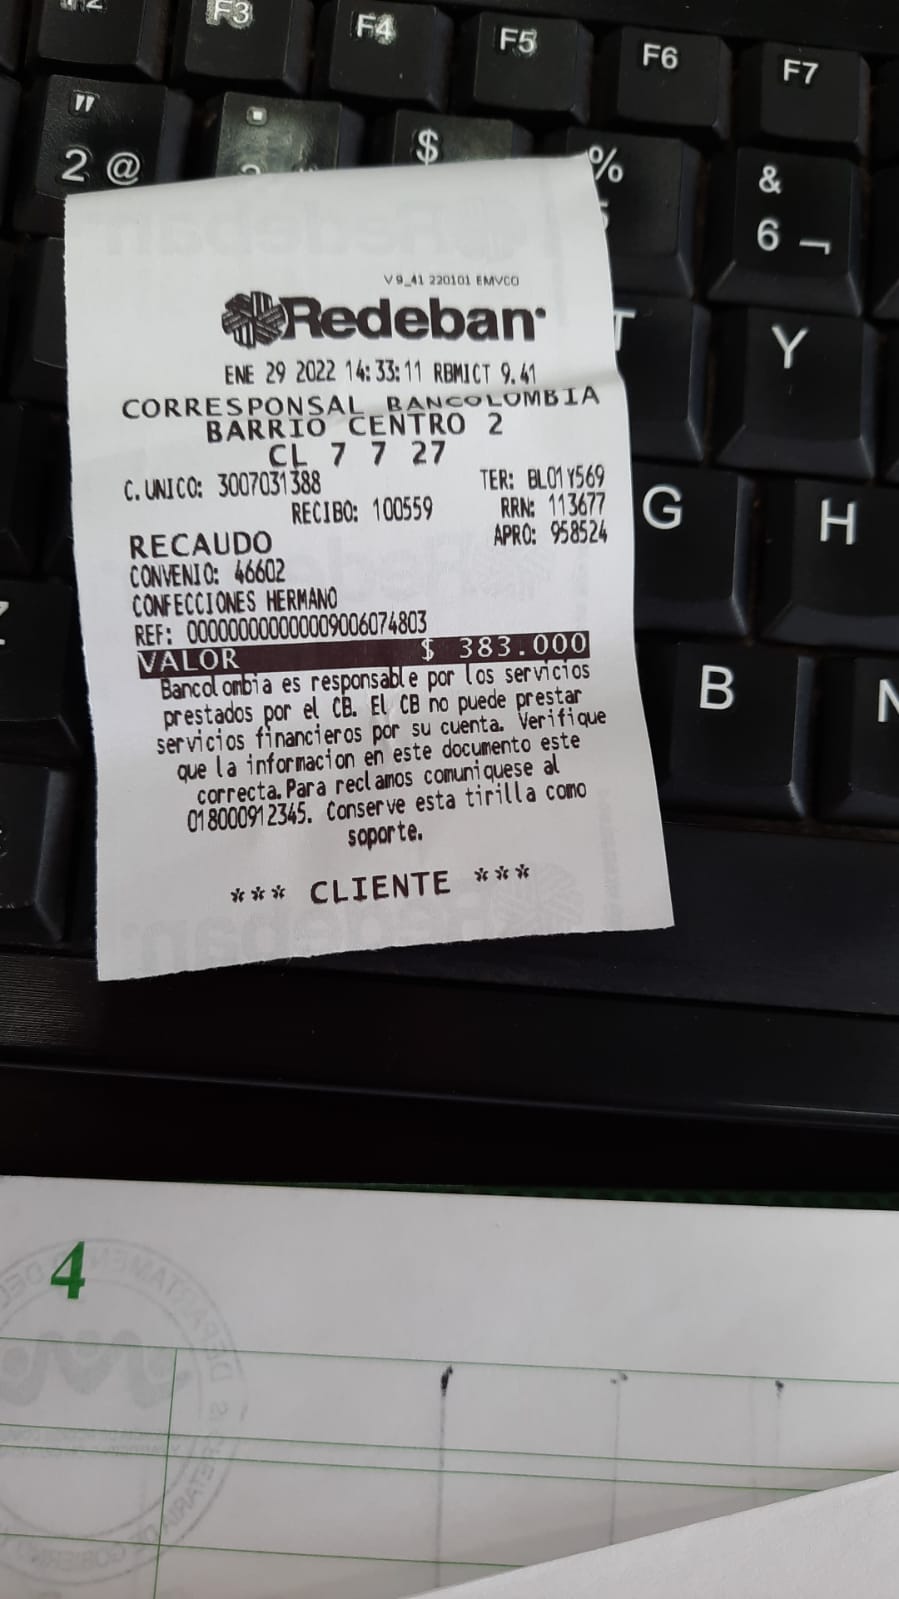 F3
F4
F5
F6
F7
"
2 @
$
%
&
6 ¬
Y
G
H
B
V9_41 220101 EMVCO
Redeban
ENE 29 2022 14:33:11 RBMICT 9.41
CORRESPONSAL BANCOLOMBIA
BARRIO CENTRO 2
CL 7 7 27
C. UNICO: 3007031388 TER: BL01Y569
RECIBO: 100559 RRN: 113677
RECAUDO APRO: 958524
CONVENIO: 46602
CONFECCIONES HERMANO
REF: 000000000000009006074803
VALOR $ 383.000
Bancolombia es responsable por los servicios
prestados por el CB. El CB no puede prestar
servicios financieros por su cuenta. Verifique
que la informacion en este documento este
correcta. Para reclamos comuniquese al
018000912345. Conserve esta tirilla como
soporte.
*** CLIENTE ***
4